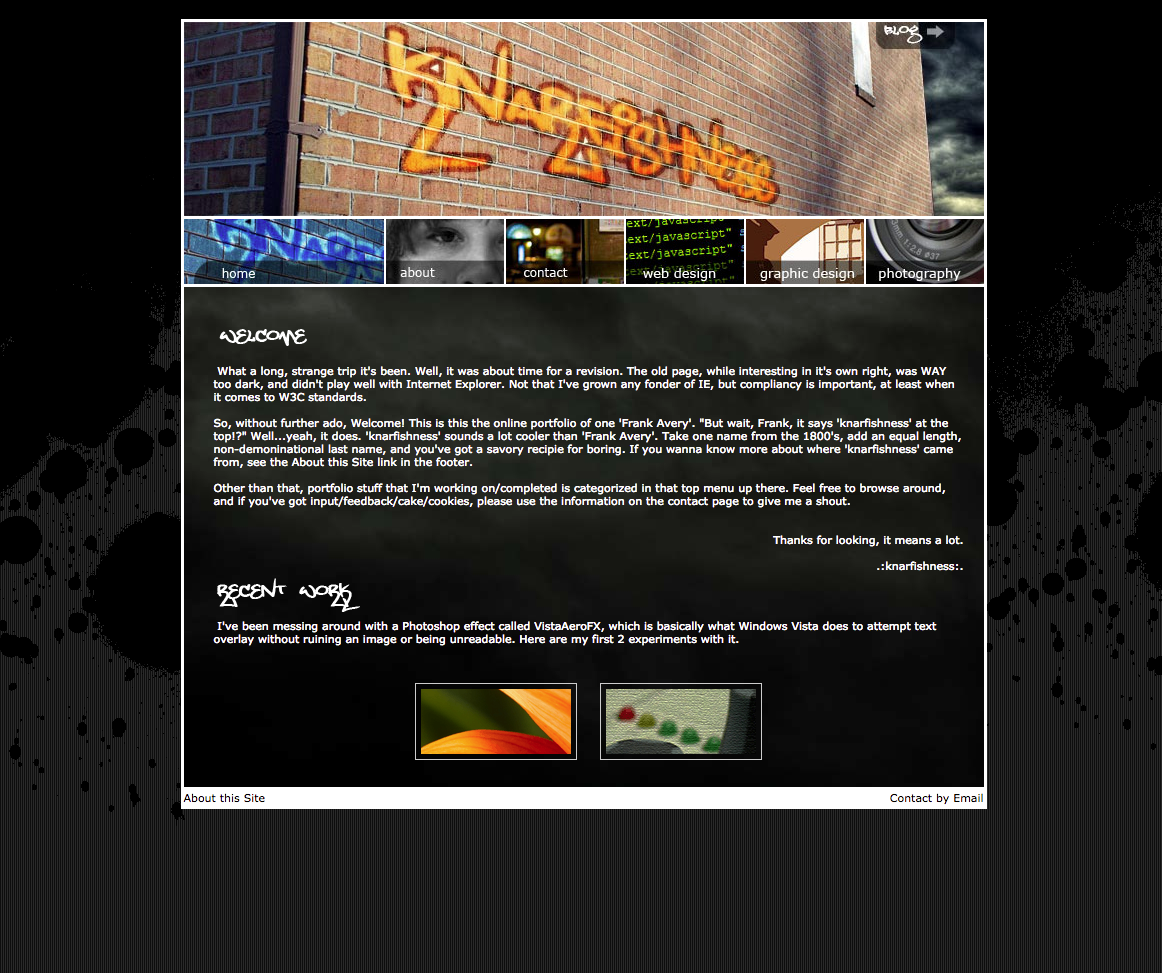 BLOG
KNARFISHNESS
home
about
contact
web design
graphic design
photography
KNARF
text/javascript"
text/javascript"
text/javascript"
text/javascript"
1:2.8 ø37
WELCOME
What a long, strange trip it's been. Well, it was about time for a revision. The old page, while interesting in it's own right, was WAY
too dark, and didn't play well with Internet Explorer. Not that I've grown any fonder of IE, but compliancy is important, at least when
it comes to W3C standards.
So, without further ado, Welcome! This is this the online portfolio of one 'Frank Avery'. "But wait, Frank, it says 'knarfishness' at the
top!?" Well...yeah, it does. 'knarfishness' sounds a lot cooler than 'Frank Avery'. Take one name from the 1800's, add an equal length,
non-demoninational last name, and you've got a savory recipie for boring. If you wanna know more about where 'knarfishness' came
from, see the About this Site link in the footer.
Other than that, portfolio stuff that I'm working on/completed is categorized in that top menu up there. Feel free to browse around,
and if you've got input/feedback/cake/cookies, please use the information on the contact page to give me a shout.
Thanks for looking, it means a lot.
.:knarfishness:.
RECENT WORK
I've been messing around with a Photoshop effect called VistaAeroFX, which is basically what Windows Vista does to attempt text
overlay without ruining an image or being unreadable. Here are my first 2 experiments with it.
About this Site
Contact by Email